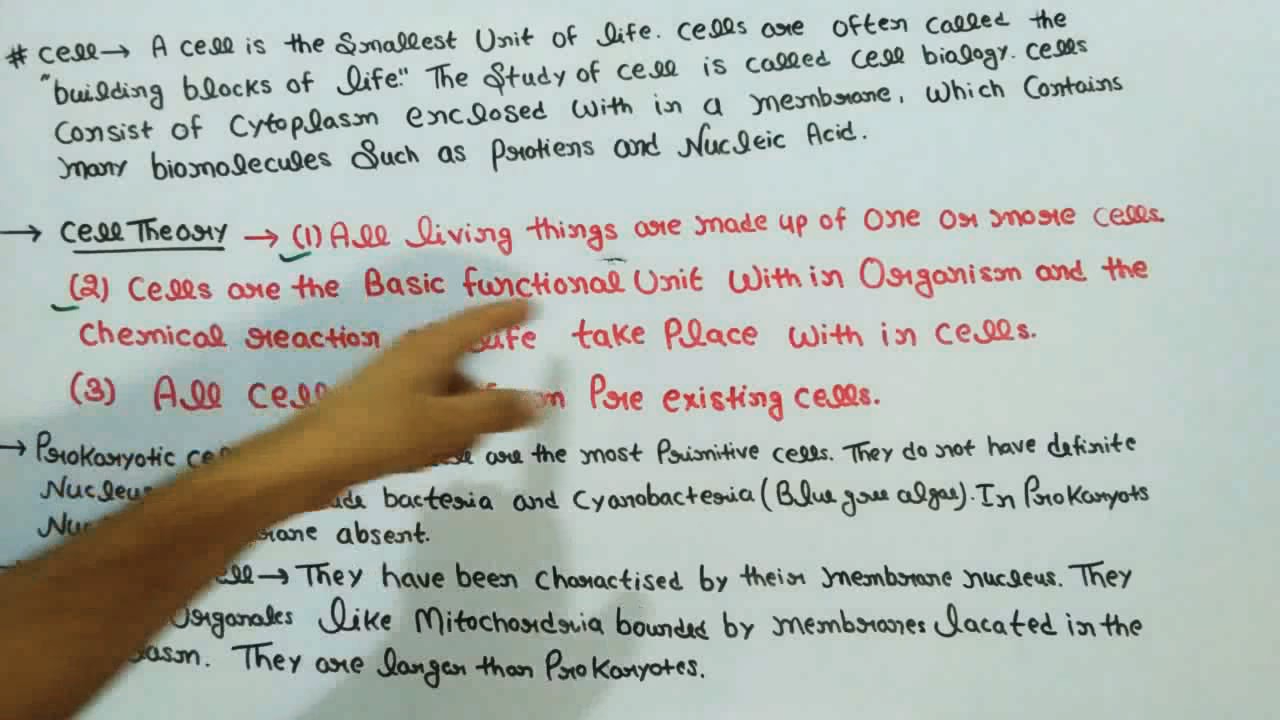 # Cell → A cell is the Smallest Unit of life. Cells are often called the
"building blocks of life." The Study of cell is called cell biology. Cells
Consist of Cytoplasm enclosed with in a membrane, which Contains
many biomolecules Such as Protiens and Nucleic Acid.
→ Cell Theory → (1) All living things are made up of one or more cells.
(2) Cells are the Basic functional Unit with in Organism and the
Chemical reaction life take Place with in cells.
(3) All Cell Pre existing cells.
→ Prokaryotic are the most Primitive cells. They do not have definite
Nucleus bacteria and Cyanobacteria (Blue gree algae). In Prokaryots
absent.
→ They have been Charactised by their membrane nucleus. They
Organales like Mitochondria bounded by membranes lacated in the
They are larger than Prokaryotes.